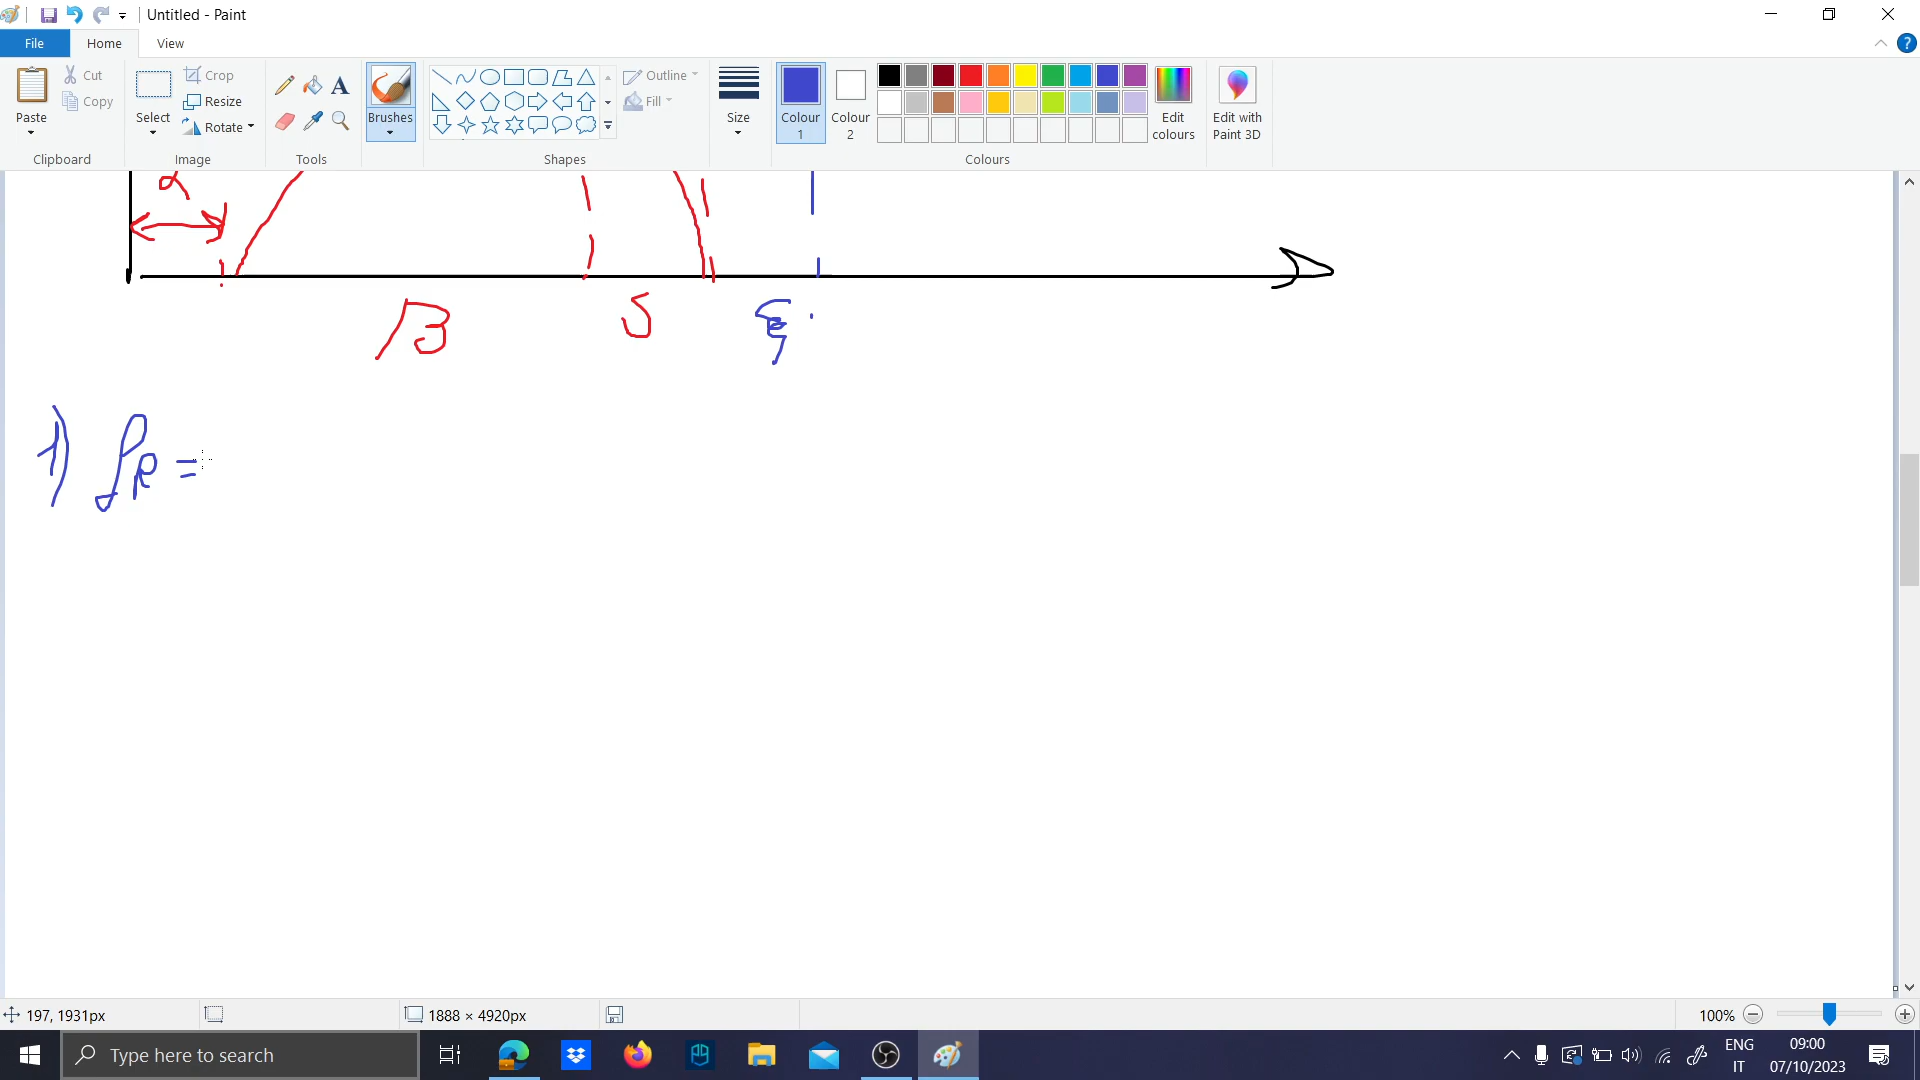 Untitled - Paint
File
Home
View
Paste
Cut
Copy
Clipboard
Select
Crop
Resize
Rotate
Image
A
Tools
Brushes
Outline
Fill
Shapes
Size
Colour 1
Colour 2
Edit colours
Colours
Edit with Paint 3D
α
β
ξ
1) f_R =
197, 1931px
1888 × 4920px
100%
Type here to search
ENG
IT
09:00
07/10/2023